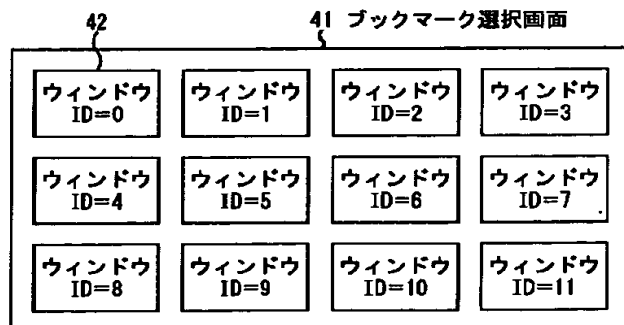 42
41 ブックマーク選択画面
ウィンドウ
ID=0
ウィンドウ
ID=1
ウィンドウ
ID=2
ウィンドウ
ID=3
ウィンドウ
ID=4
ウィンドウ
ID=5
ウィンドウ
ID=6
ウィンドウ
ID=7
ウィンドウ
ID=8
ウィンドウ
ID=9
ウィンドウ
ID=10
ウィンドウ
ID=11